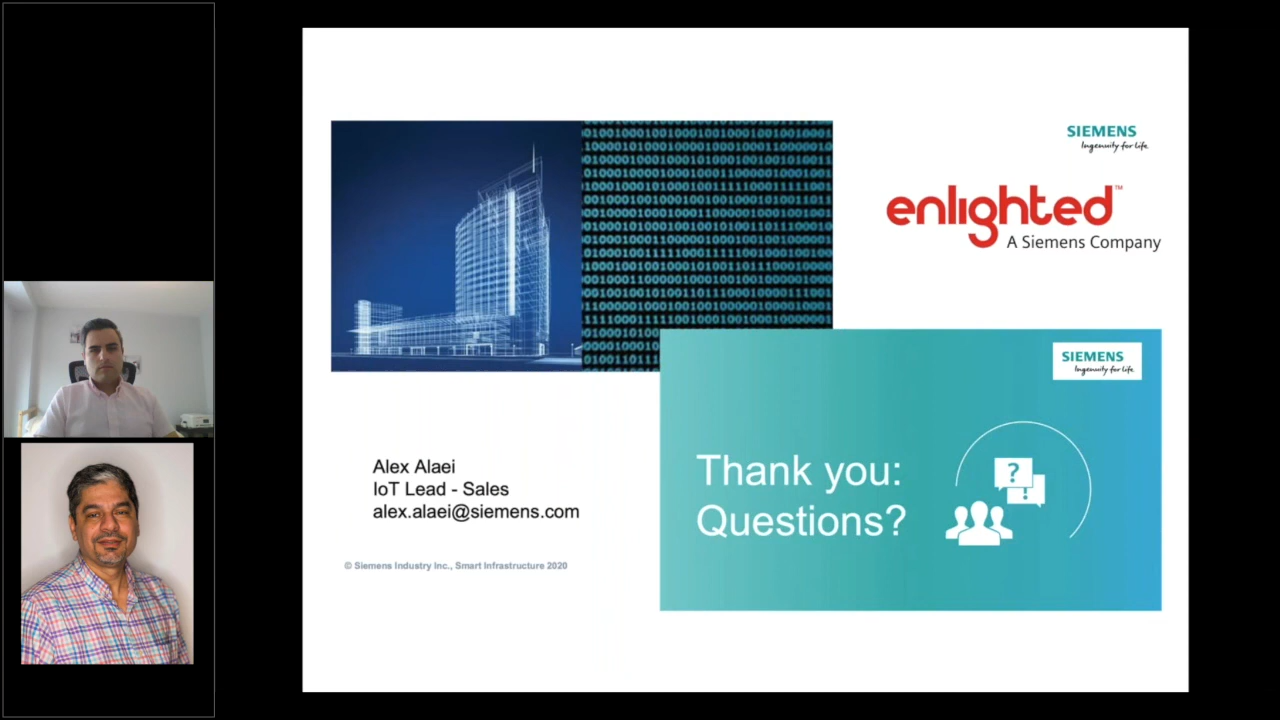 SIEMENS
Ingenuity for life
enlighted™
A Siemens Company
SIEMENS
Ingenuity for life
Thank you:
Questions?
?
!
Alex Alaei
IoT Lead - Sales
alex.alaei@siemens.com
© Siemens Industry Inc., Smart Infrastructure 2020